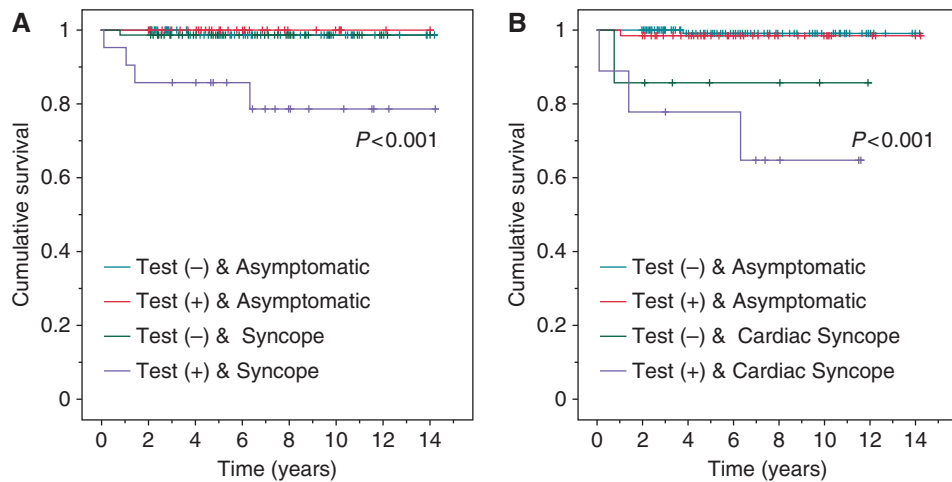 A
1
0.8
0.6
0.4
0.2
0
Cumulative survival
P<0.001
Test (–) & Asymptomatic
Test (+) & Asymptomatic
Test (–) & Syncope
Test (+) & Syncope
0 2 4 6 8 10 12 14
Time (years)
B
1
0.8
0.6
0.4
0.2
0
Cumulative survival
P<0.001
Test (–) & Asymptomatic
Test (+) & Asymptomatic
Test (–) & Cardiac Syncope
Test (+) & Cardiac Syncope
0 2 4 6 8 10 12 14
Time (years)